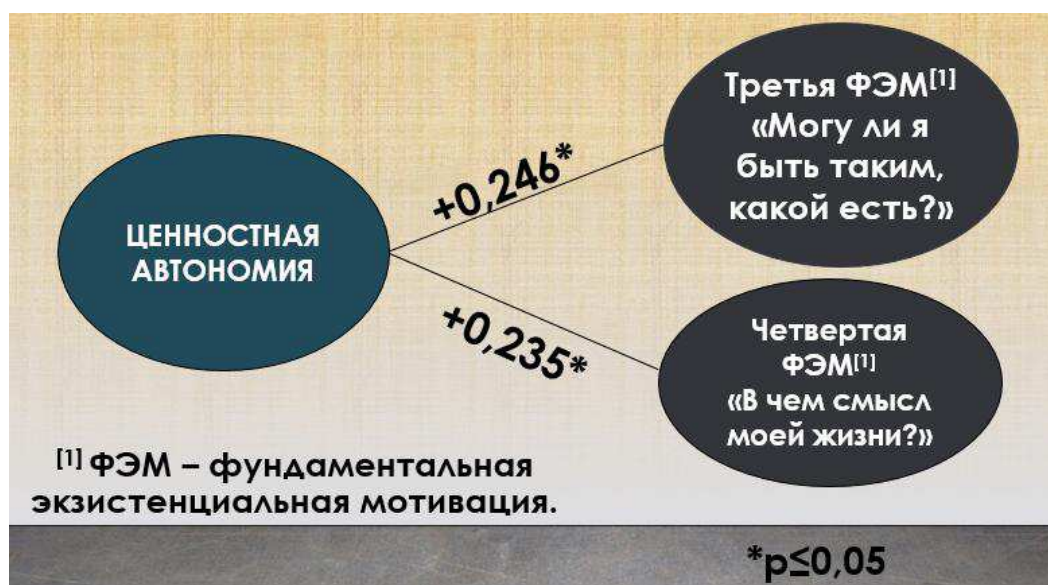 ЦЕННОСТНАЯ
АВТОНОМИЯ
+0,246*
+0,235*
Третья ФЭМ[1]
«Могу ли я
быть таким,
какой есть?»
Четвертая
ФЭМ[1]
«В чем смысл
моей жизни?»
[1] ФЭМ – фундаментальная
экзистенциальная мотивация.
*p≤0,05